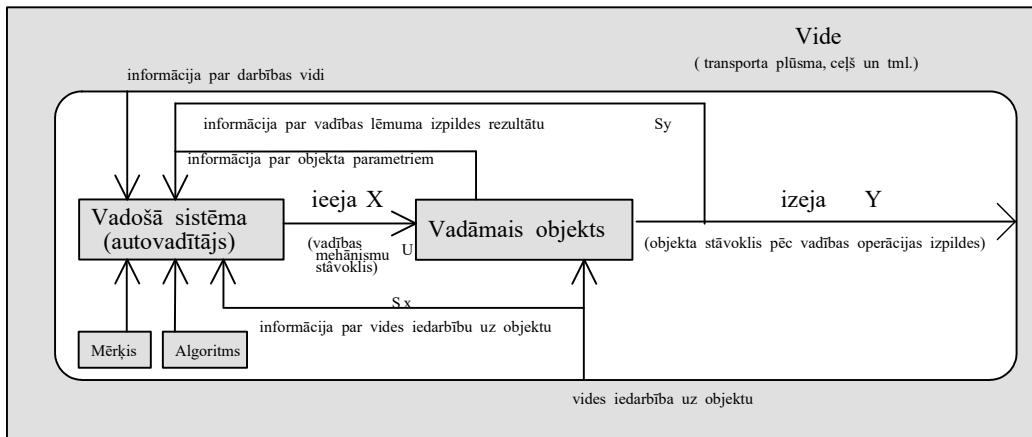 Vide
( transporta plūsma, ceļš un tml.)
informācija par darbības vidi
informācija par vadības lēmuma izpildes rezultātu
Sy
informācija par objekta parametriem
ieeja X
izeja Y
Vadošā sistēma
(autovadītājs)
Vadāmais objekts
(vadības
mehānismu
stāvoklis)
U
(objekta stāvoklis pēc vadības operācijas izpildes)
Sx
informācija par vides iedarbību uz objektu
Mērķis
Algoritms
vides iedarbība uz objektu